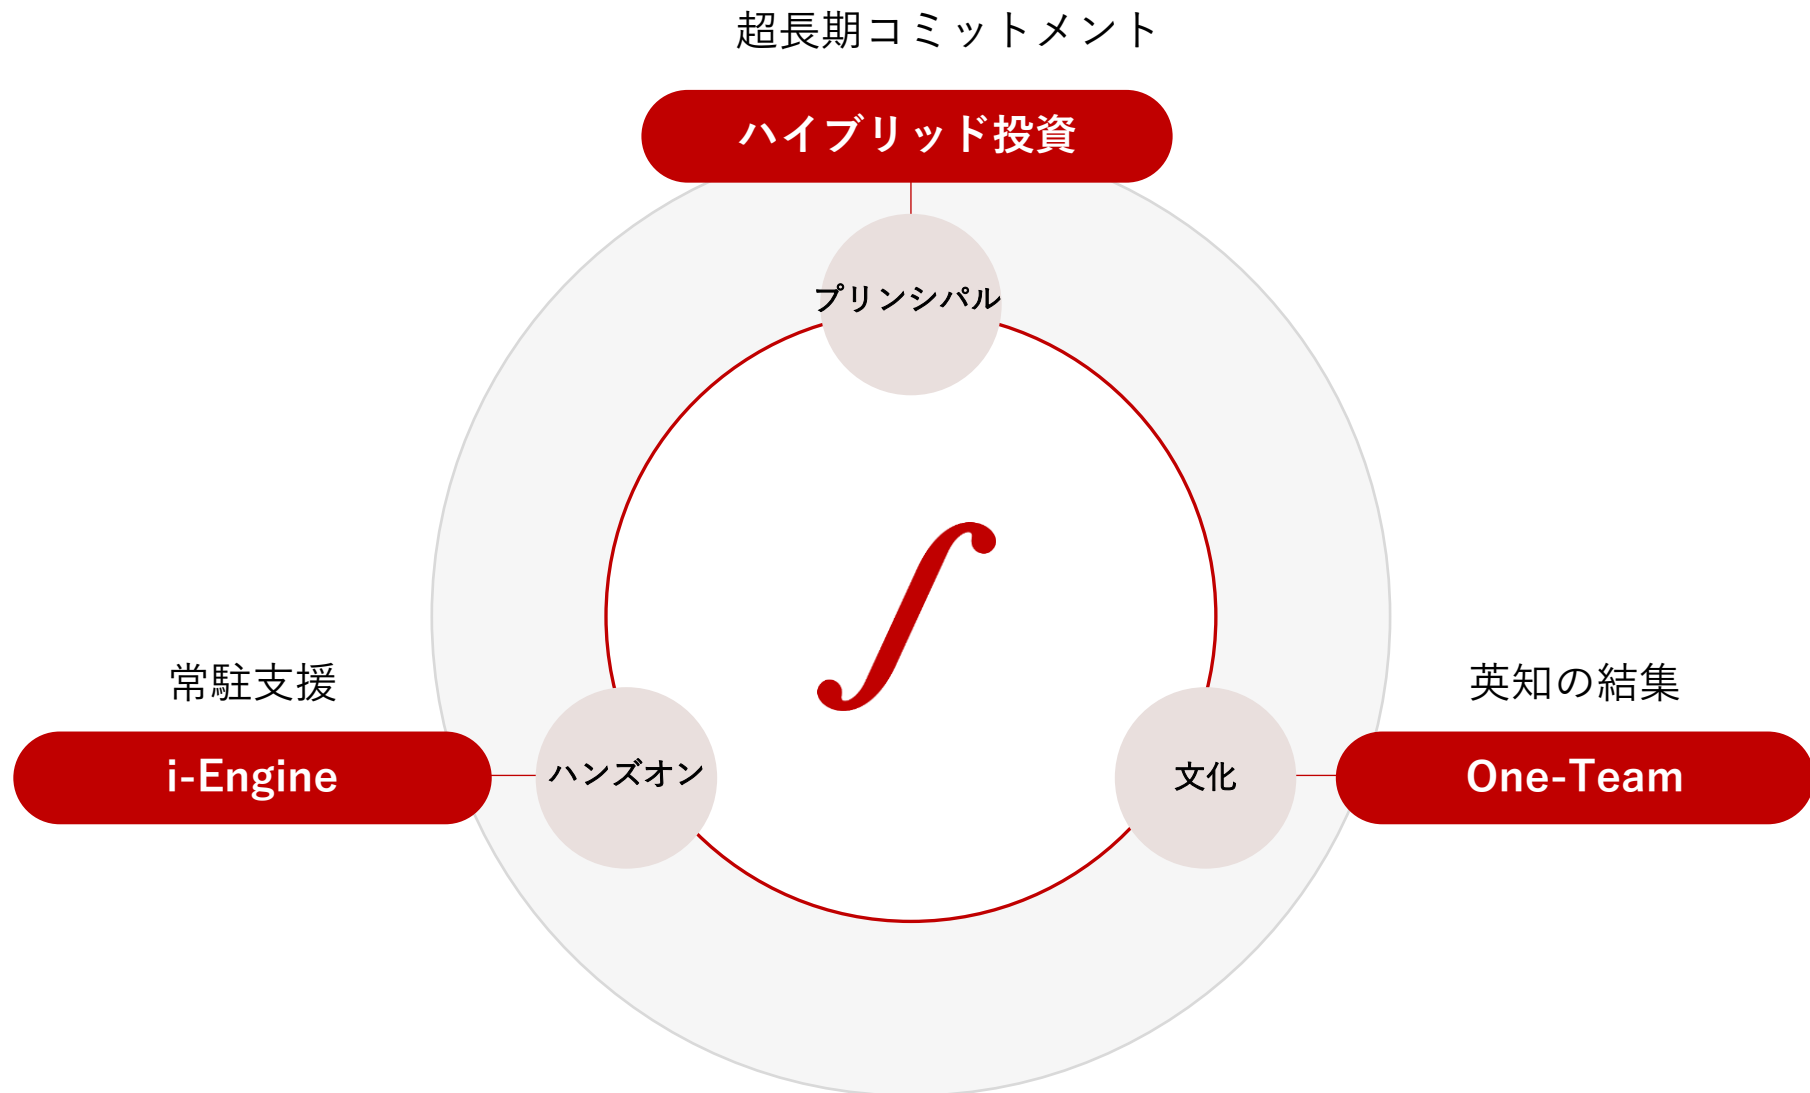 超長期コミットメント
ハイブリッド投資
プリンシパル
常駐支援
i-Engine
ハンズオン
英知の結集
One-Team
文化